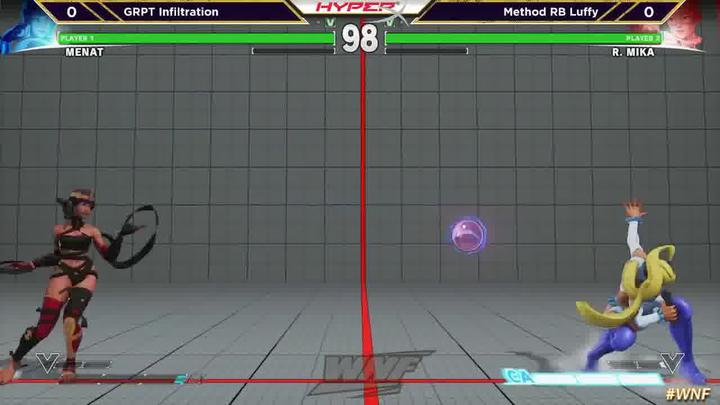 0 GRPT Infiltration HYPER Method RB Luffy 0
V V
PLAYER 1 98 PLAYER 2
MENAT R. MIKA
V V
WNF CA
#WNF